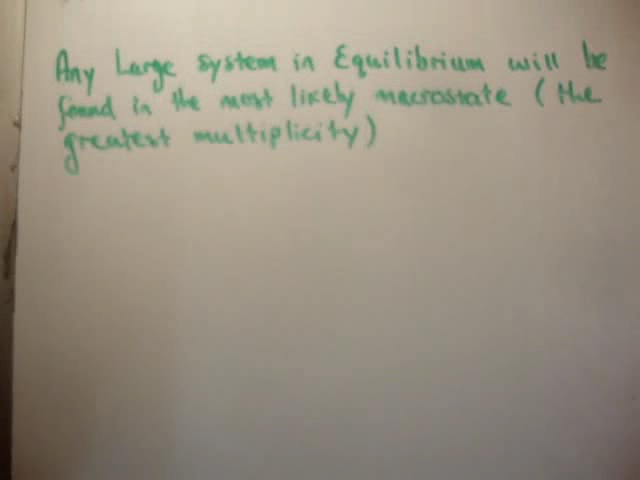 Any Large system in Equilibrium will be
found in the most likely macrostate (the
greatest multiplicity)